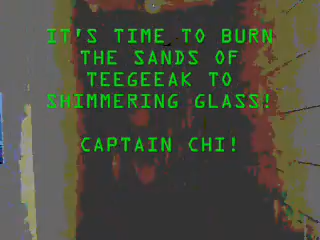 IT'S TIME TO BURN
THE SANDS OF
TEEGEEAK TO
SHIMMERING GLASS!
CAPTAIN CHI!